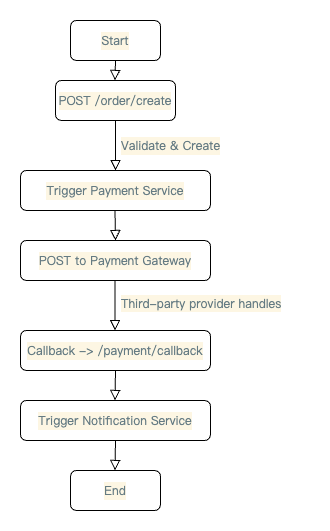 Start
POST /order/create
Validate & Create
Trigger Payment Service
POST to Payment Gateway
Third-party provider handles
Callback -> /payment/callback
Trigger Notification Service
End